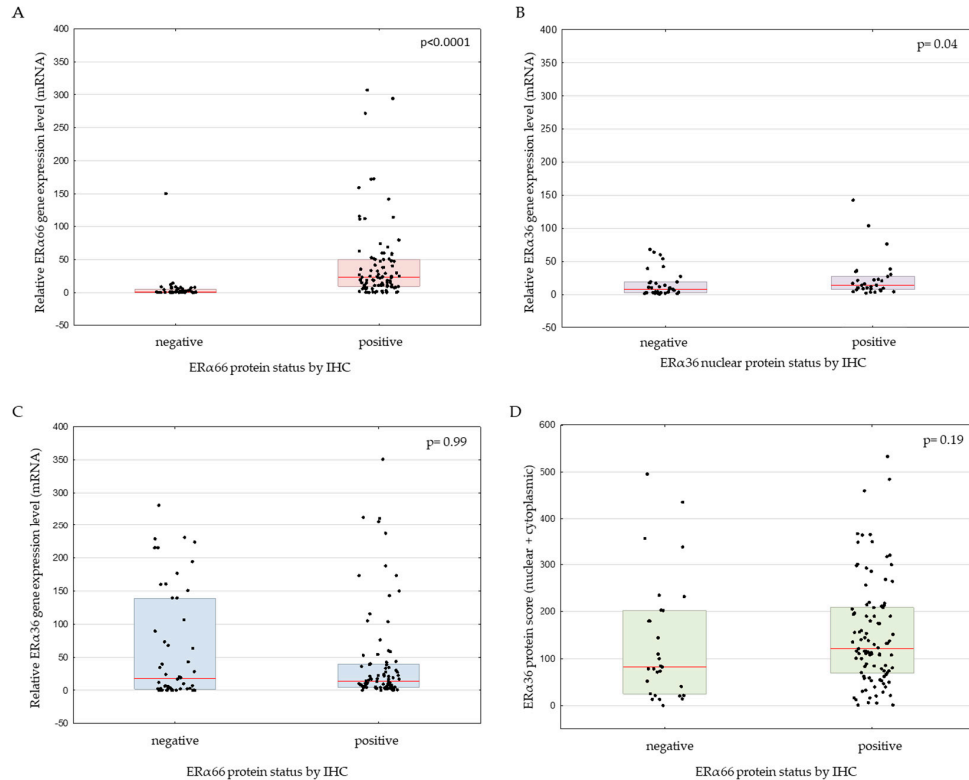 A
p<0.0001
Relative ERα66 gene expression level (mRNA)
400
350
300
250
200
150
100
50
0
-50
negative
positive
ERα66 protein status by IHC
B
p= 0.04
Relative ERα36 gene expression level (mRNA)
400
350
300
250
200
150
100
50
0
-50
negative
positive
ERα36 nuclear protein status by IHC
C
p= 0.99
Relative ERα36 gene expression level (mRNA)
400
350
300
250
200
150
100
50
0
-50
negative
positive
ERα66 protein status by IHC
D
p= 0.19
ERα36 protein score (nuclear + cytoplasmic)
600
500
400
300
200
100
0
negative
positive
ERα66 protein status by IHC